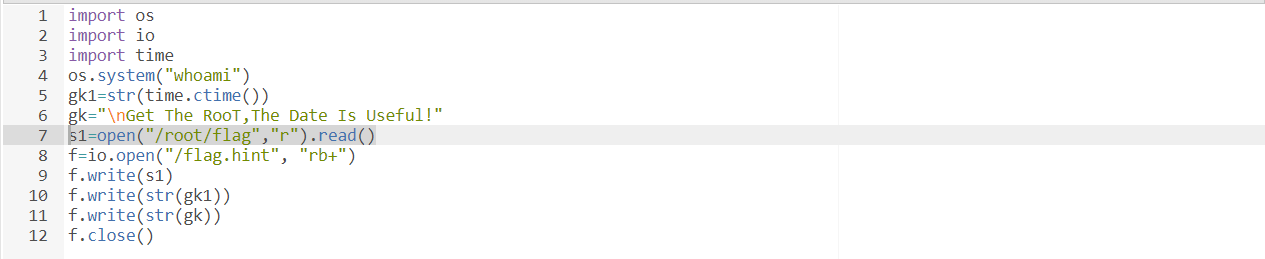 1 import os
2 import io
3 import time
4 os.system("whoami")
5 gk1=str(time.ctime())
6 gk="\nGet The RooT,The Date Is Useful!"
7 s1=open("/root/flag","r").read()
8 f=io.open("/flag.hint", "rb+")
9 f.write(s1)
10 f.write(str(gk1))
11 f.write(str(gk))
12 f.close()